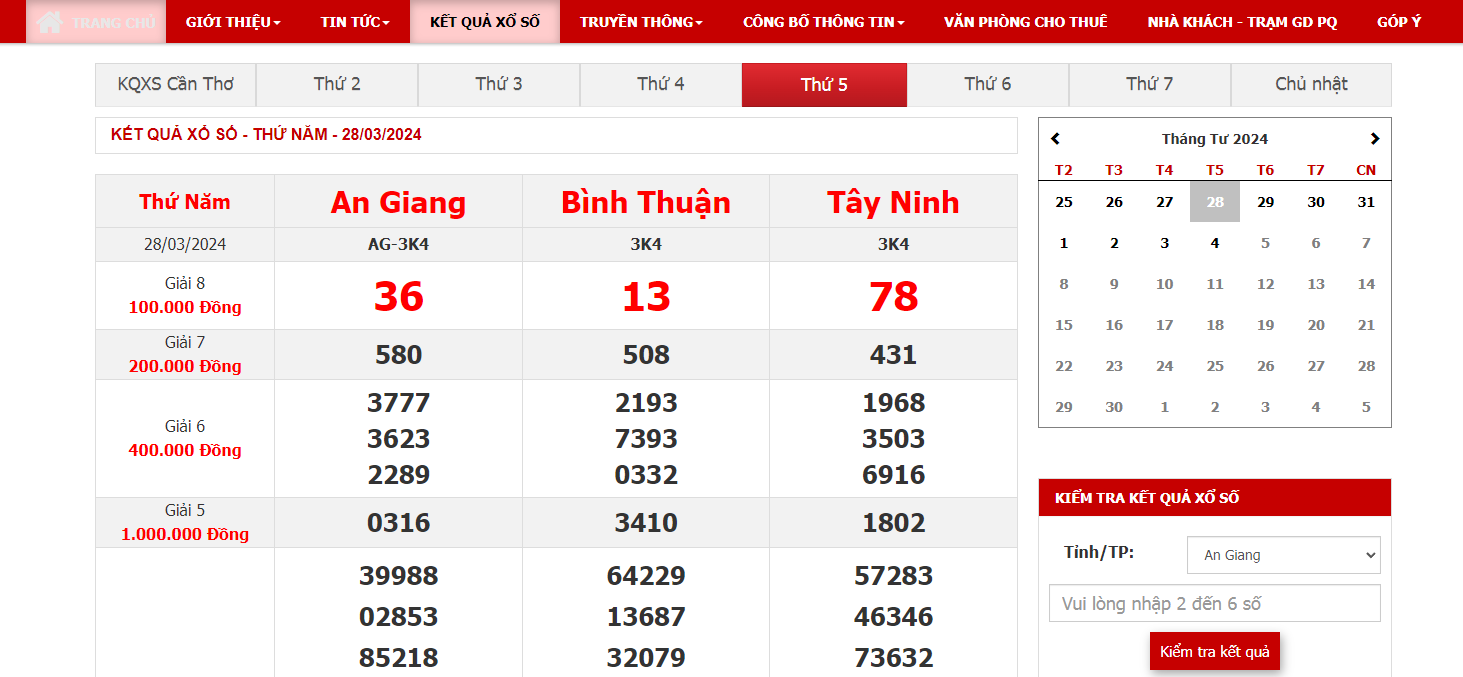 TRANG CHỦ GIỚI THIỆU TIN TỨC KẾT QUẢ XỔ SỐ TRUYỀN THÔNG CÔNG BỐ THÔNG TIN VĂN PHÒNG CHO THUÊ NHÀ KHÁCH - TRẠM GD PQ GÓP Ý
KQXS Cần Thơ Thứ 2 Thứ 3 Thứ 4 Thứ 5 Thứ 6 Thứ 7 Chủ nhật
KẾT QUẢ XỔ SỐ - THỨ NĂM - 28/03/2024
Thứ Năm An Giang Bình Thuận Tây Ninh
28/03/2024 AG-3K4 3K4 3K4
Giải 8
100.000 Đồng
36 13 78
Giải 7
200.000 Đồng
580 508 431
Giải 6
400.000 Đồng
3777 2193 1968
3623 7393 3503
2289 0332 6916
Giải 5
1.000.000 Đồng
0316 3410 1802
39988 64229 57283
02853 13687 46346
85218 32079 73632
Tháng Tư 2024
T2 T3 T4 T5 T6 T7 CN
25 26 27 28 29 30 31
1 2 3 4 5 6 7
8 9 10 11 12 13 14
15 16 17 18 19 20 21
22 23 24 25 26 27 28
29 30 1 2 3 4 5
KIỂM TRA KẾT QUẢ XỔ SỐ
Tỉnh/TP: An Giang
Vui lòng nhập 2 đến 6 số
Kiểm tra kết quả